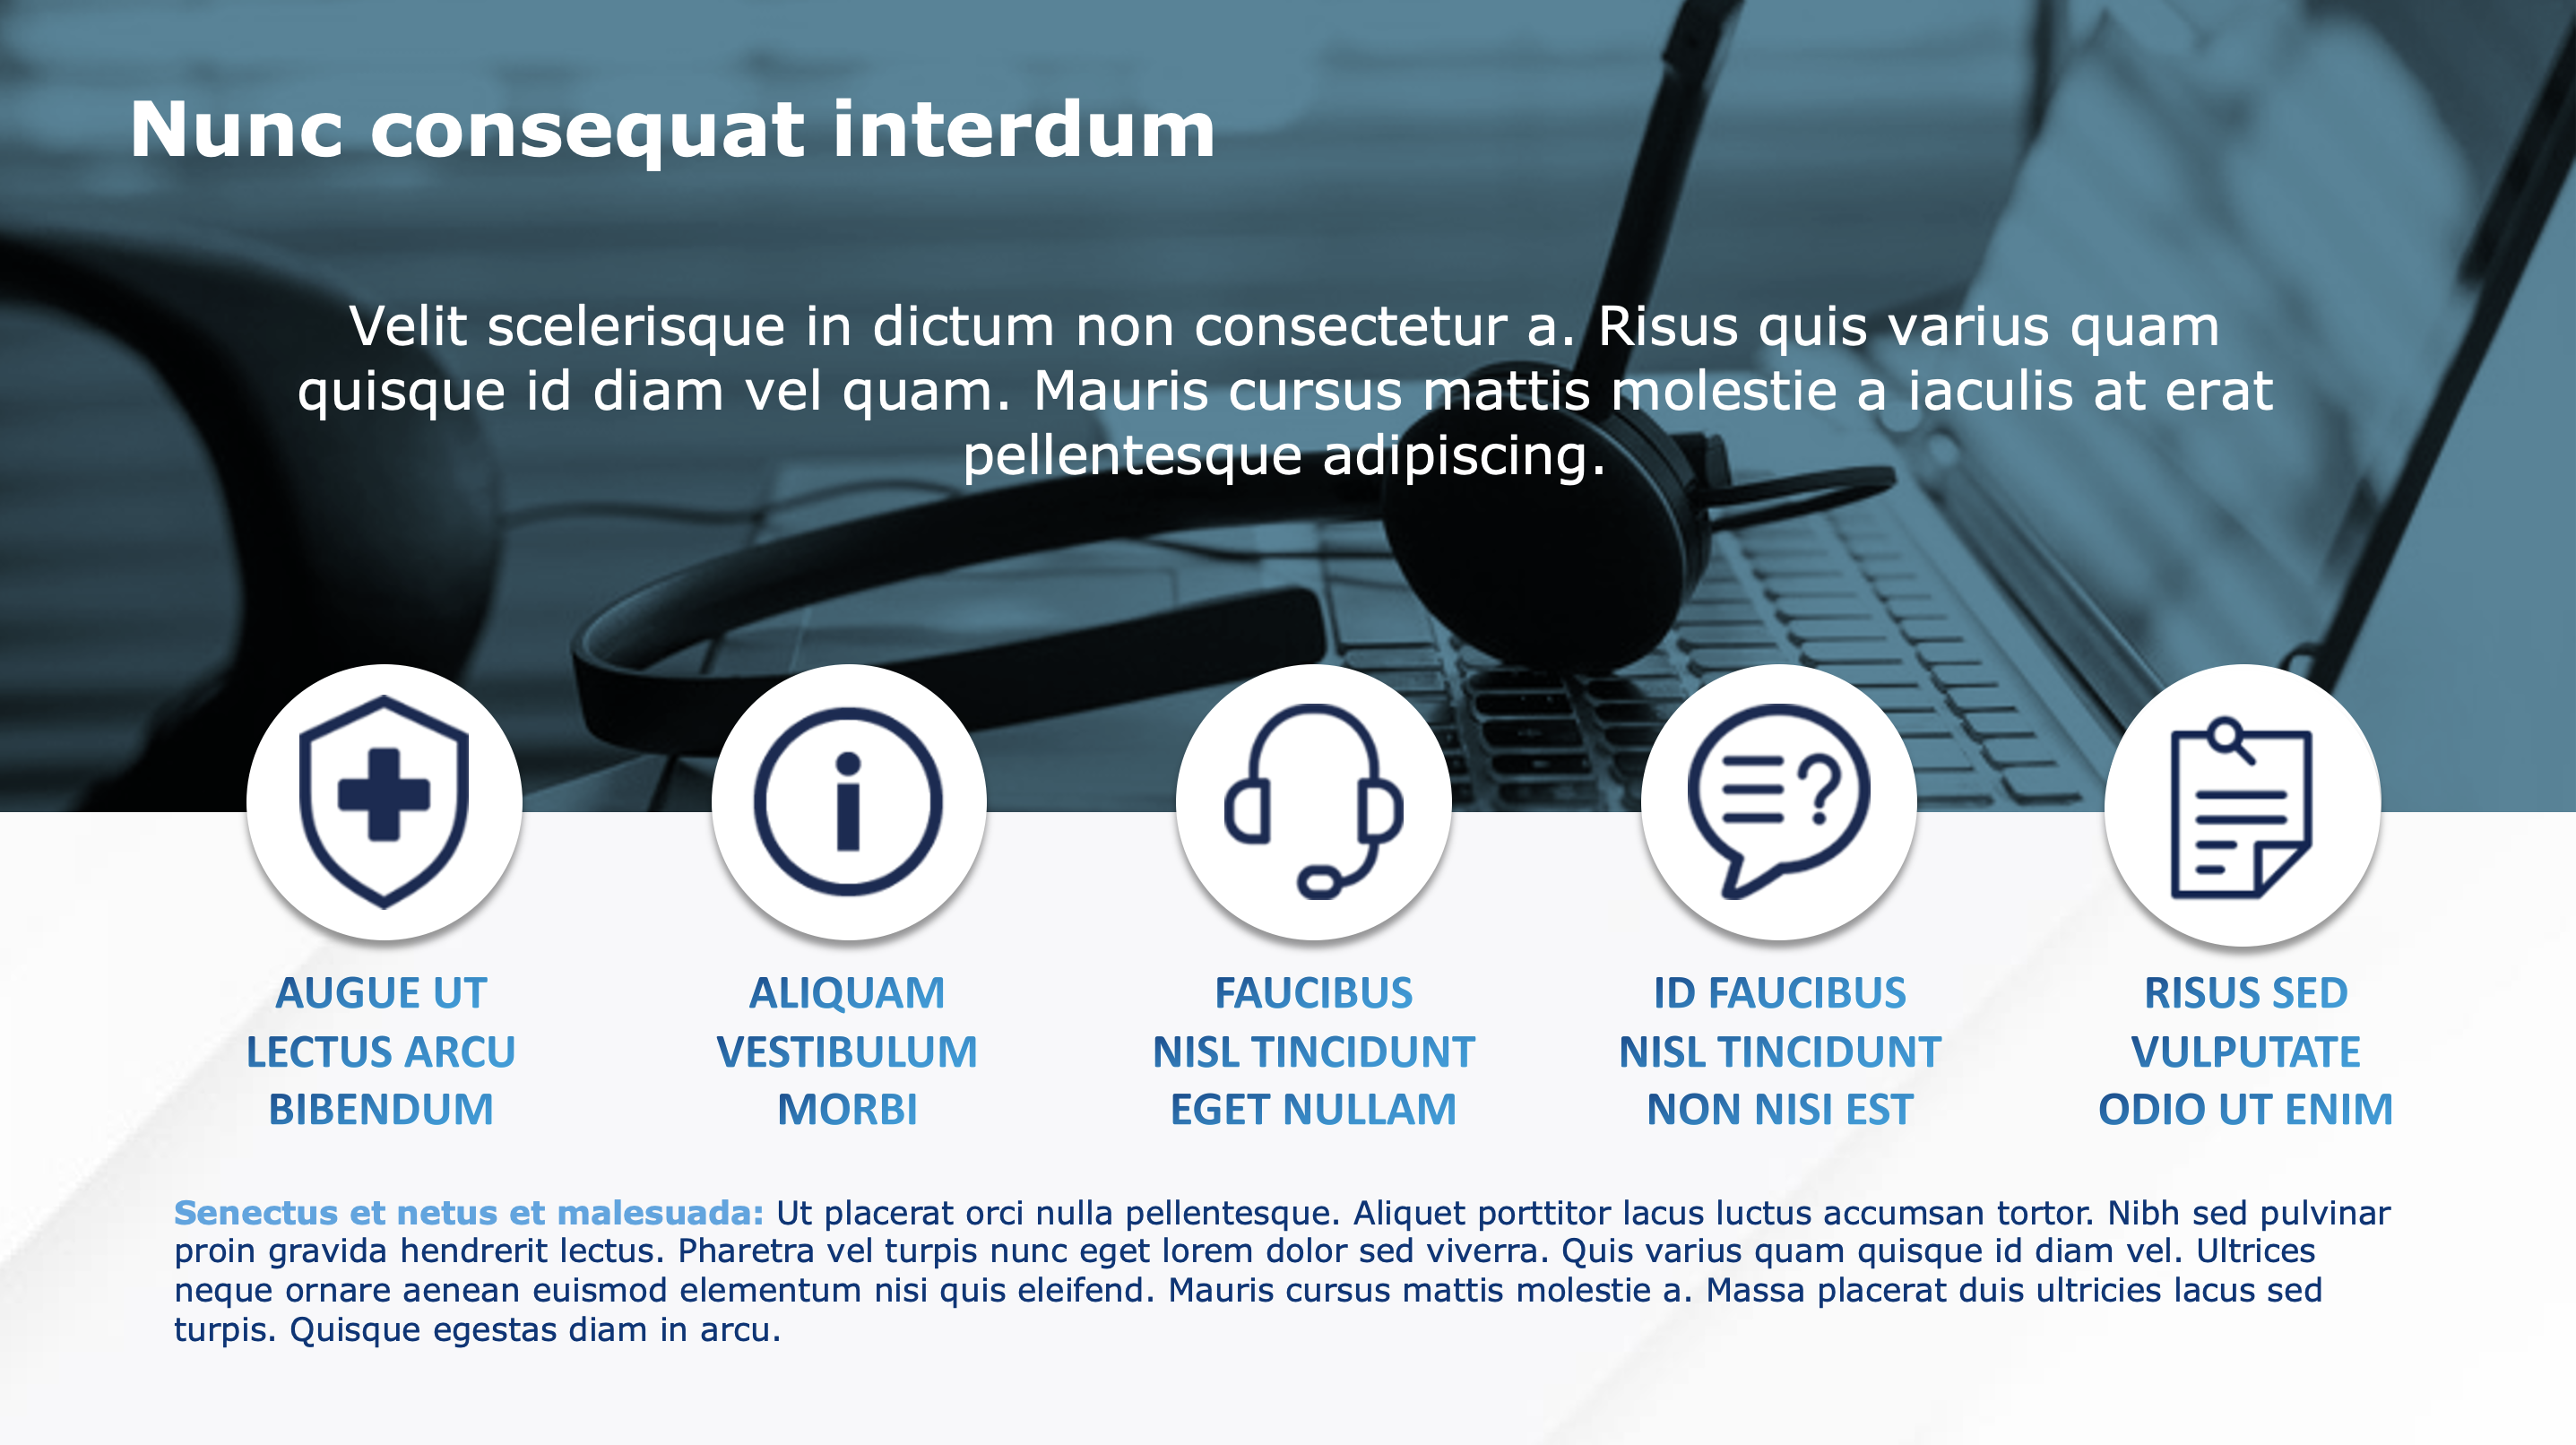 Nunc consequat interdum
Velit scelerisque in dictum non consectetur a. Risus quis varius quam
quisque id diam vel quam. Mauris cursus mattis molestie a iaculis at erat
pellentesque adipiscing.
AUGUE UT
LECTUS ARCU
BIBENDUM
ALIQUAM
VESTIBULUM
MORBI
FAUCIBUS
NISL TINCIDUNT
EGET NULLAM
ID FAUCIBUS
NISL TINCIDUNT
NON NISI EST
RISUS SED
VULPUTATE
ODIO UT ENIM
Senectus et netus et malesuada: Ut placerat orci nulla pellentesque. Aliquet porttitor lacus luctus accumsan tortor. Nibh sed pulvinar
proin gravida hendrerit lectus. Pharetra vel turpis nunc eget lorem dolor sed viverra. Quis varius quam quisque id diam vel. Ultrices
neque ornare aenean euismod elementum nisi quis eleifend. Mauris cursus mattis molestie a. Massa placerat duis ultricies lacus sed
turpis. Quisque egestas diam in arcu.